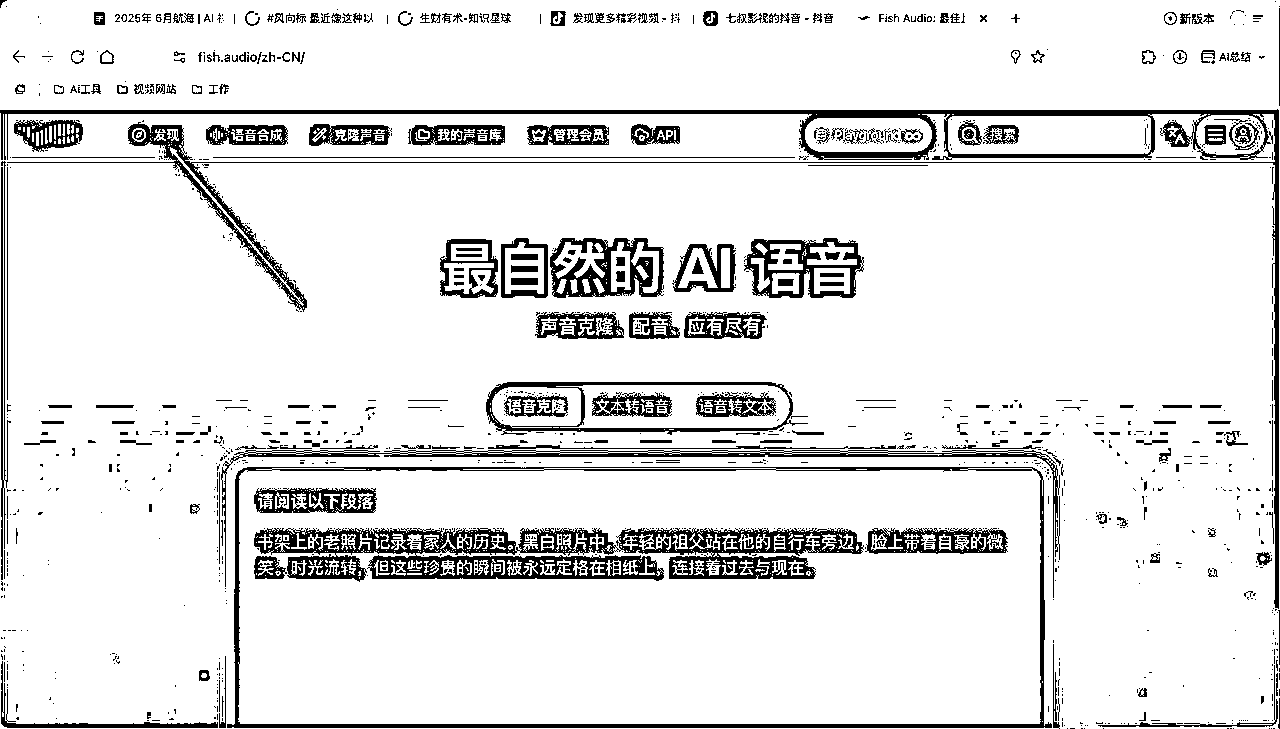 2025年 6月航海 | AI
#风向标 最近像这种以
生财有术-知识星球
发现更多精彩视频 - 抖
七叔影视的抖音 - 抖音
Fish Audio: 最佳
新版本
fish.audio/zh-CN/
AI总结
AI工具
视频网站
工作
发现
语音合成
克隆声音
我的声音库
管理会员
API
Playground
搜索
最自然的 AI 语音
声音克隆、配音、应有尽有
语音克隆
文本转语音
语音转文本
请阅读以下段落
书架上的老照片记录着家人的历史。黑白照片中，年轻的祖父站在他的自行车旁边，脸上带着自豪的微
笑。时光流转，但这些珍贵的瞬间被永远定格在相纸上，连接着过去与现在。